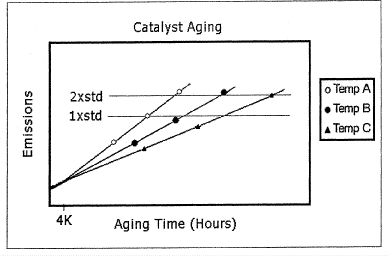 Catalyst Aging
Emissions
2xstd
1xstd
Temp A
Temp B
Temp C
4K
Aging Time (Hours)